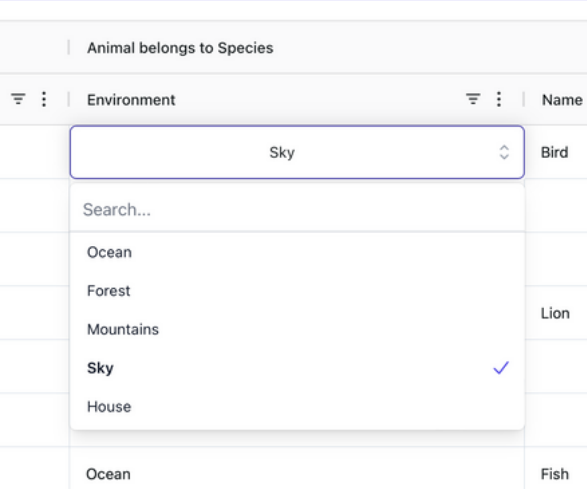 Animal belongs to Species
Environment
Name
Sky
Bird
Search...
Ocean
Forest
Lion
Mountains
Sky
House
Ocean
Fish